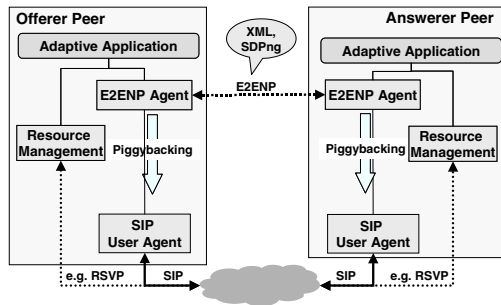 Offerer Peer
Adaptive Application
E2ENP Agent
Resource
Management
Piggybacking
SIP
User Agent
e.g. RSVP
SIP
XML,
SDPng
E2ENP
Answerer Peer
Adaptive Application
E2ENP Agent
Resource
Management
Piggybacking
SIP
User Agent
SIP
e.g. RSVP